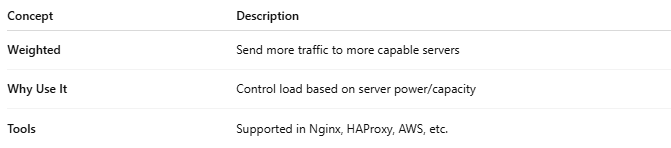 Concept Description
Weighted Send more traffic to more capable servers
Why Use It Control load based on server power/capacity
Tools Supported in Nginx, HAProxy, AWS, etc.